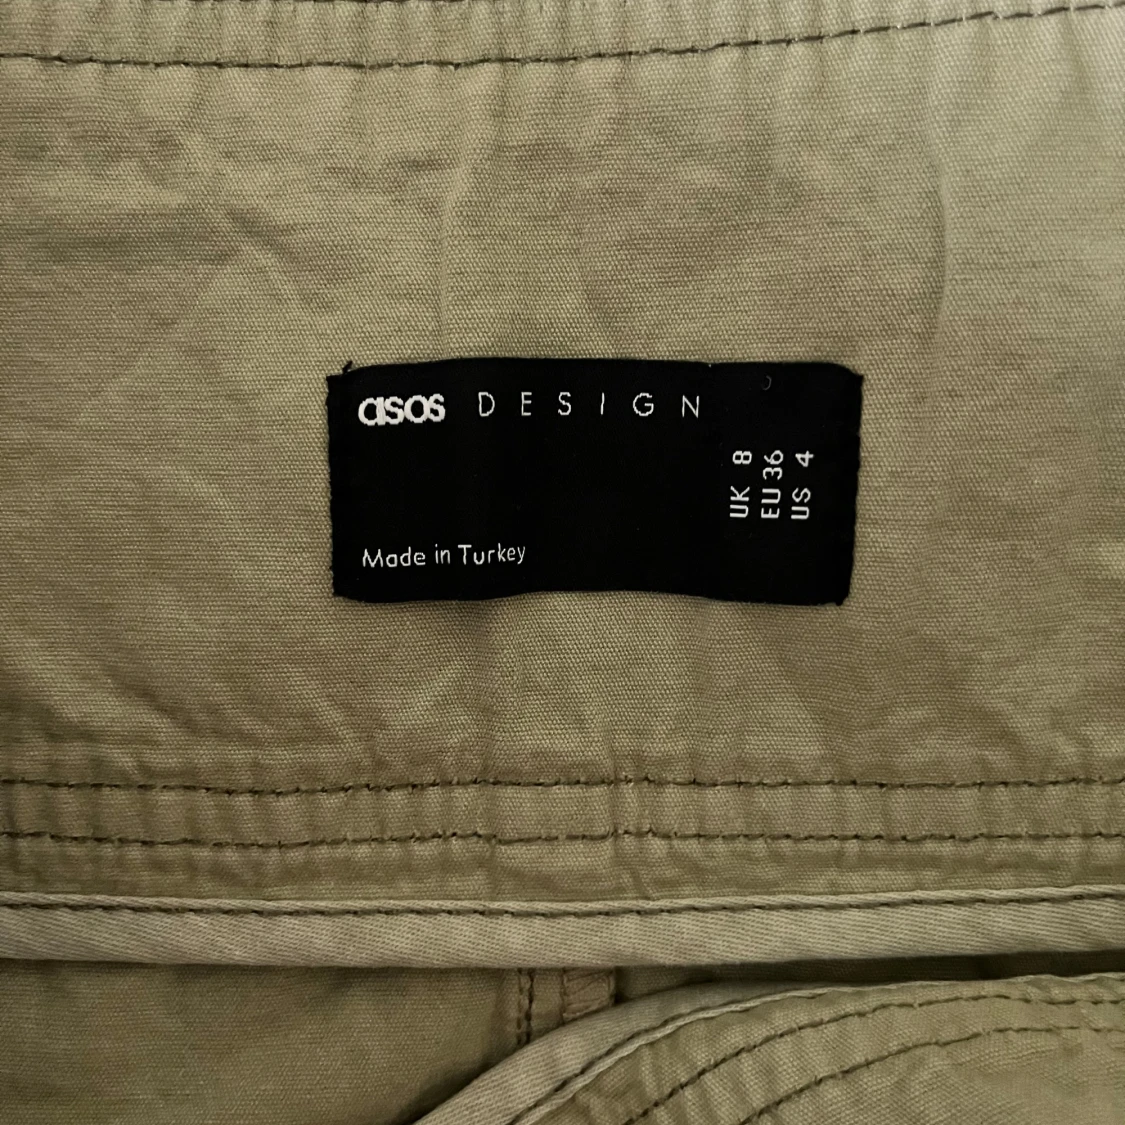 asos DESIGN
UK 8
EU 36
US 4
Made in Turkey